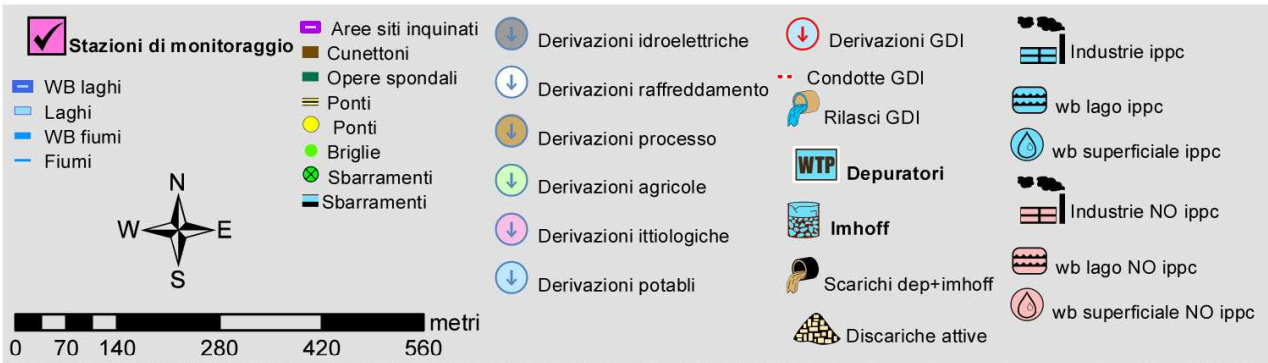 Stazioni di monitoraggio
WB laghi
Laghi
WB fiumi
Fiumi
N
W
E
S
metri
0 70 140 280 420 560
Aree siti inquinati
Cunettoni
Opere spondali
Ponti
Ponti
Briglie
Sbarramenti
Sbarramenti
Derivazioni idroelettriche
Derivazioni raffreddamento
Derivazioni processo
Derivazioni agricole
Derivazioni ittiologiche
Derivazioni potabli
Derivazioni GDI
Condotte GDI
Rilasci GDI
WTP Depuratori
Imhoff
Scarichi dep+imhoff
Discariche attive
Industrie ippc
wb lago ippc
wb superficiale ippc
Industrie NO ippc
wb lago NO ippc
wb superficiale NO ippc